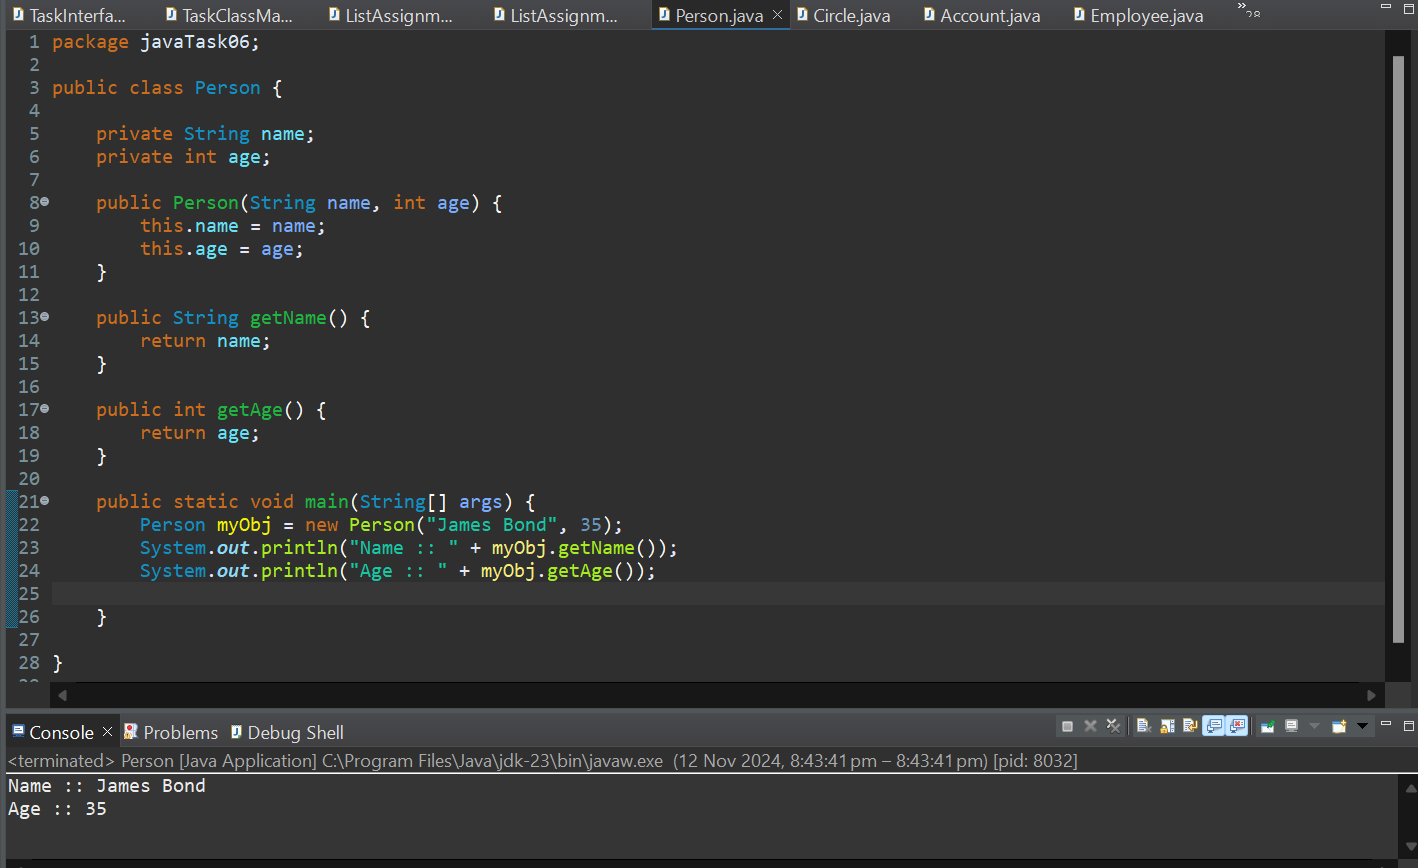 TaskInterfa... TaskClassMa... ListAssignm... ListAssignm... Person.java Circle.java Account.java Employee.java »28
1 package javaTask06;
2
3 public class Person {
4
5     private String name;
6     private int age;
7
8     public Person(String name, int age) {
9         this.name = name;
10         this.age = age;
11     }
12
13     public String getName() {
14         return name;
15     }
16
17     public int getAge() {
18         return age;
19     }
20
21     public static void main(String[] args) {
22         Person myObj = new Person("James Bond", 35);
23         System.out.println("Name :: " + myObj.getName());
24         System.out.println("Age :: " + myObj.getAge());
25
26     }
27
28 }
Console Problems Debug Shell
<terminated> Person [Java Application] C:\Program Files\Java\jdk-23\bin\javaw.exe (12 Nov 2024, 8:43:41 pm – 8:43:41 pm) [pid: 8032]
Name :: James Bond
Age :: 35